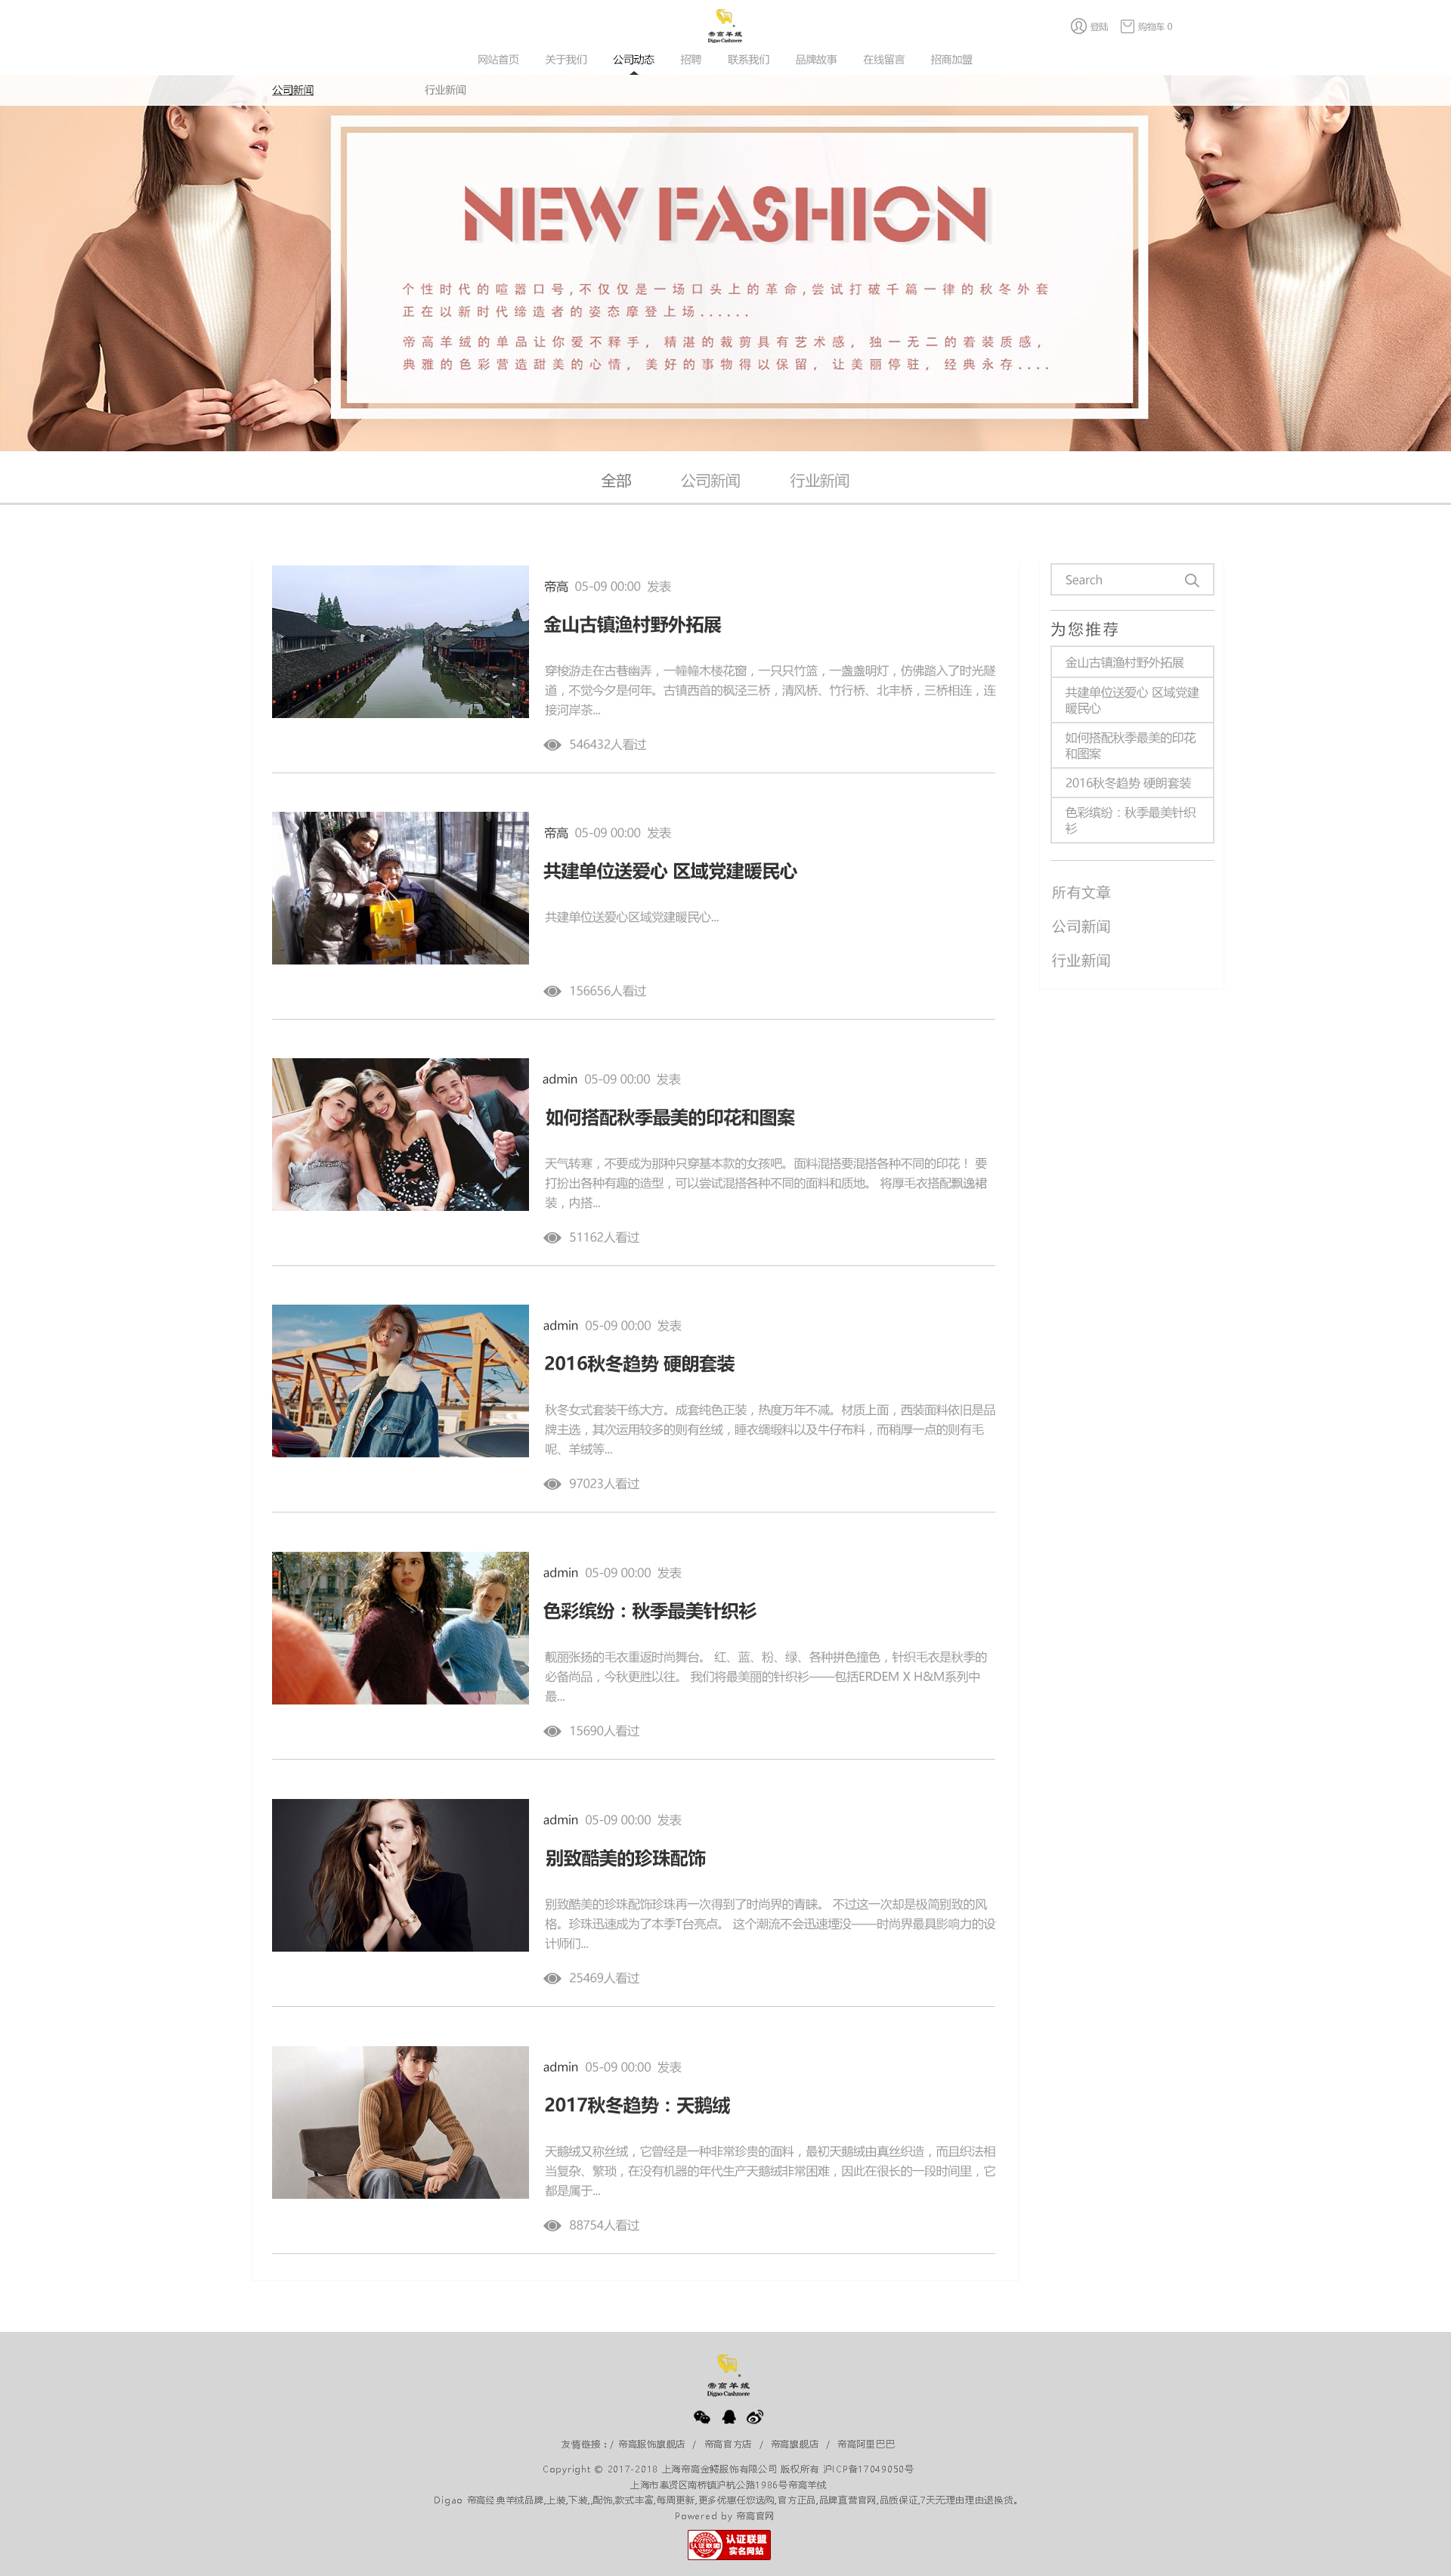 帝高羊绒
Digao Cashmere
登陆 购物车 0
网站首页 关于我们 公司动态 招聘 联系我们 品牌故事 在线留言 招商加盟
公司新闻 行业新闻
NEW FASHION
个性时代的喧嚣口号,不仅仅是一场口头上的革命,尝试打破千篇一律的秋冬外套
正在以新时代缔造者的姿态摩登上场......
帝高羊绒的单品让你爱不释手, 精湛的裁剪具有艺术感, 独一无二的着装质感,
典雅的色彩营造甜美的心情, 美好的事物得以保留, 让美丽停驻, 经典永存....
全部 公司新闻 行业新闻
帝高 05-09 00:00 发表
金山古镇渔村野外拓展
穿梭游走在古巷幽弄，一幢幢木楼花窗，一只只竹篮，一盏盏明灯，仿佛踏入了时光隧
道，不觉今夕是何年。古镇西首的枫泾三桥，清风桥、竹行桥、北丰桥，三桥相连，连
接河岸茶...
546432人看过
帝高 05-09 00:00 发表
共建单位送爱心 区域党建暖民心
共建单位送爱心区域党建暖民心...
156656人看过
admin 05-09 00:00 发表
如何搭配秋季最美的印花和图案
天气转寒，不要成为那种只穿基本款的女孩吧。面料混搭要混搭各种不同的印花！ 要
打扮出各种有趣的造型，可以尝试混搭各种不同的面料和质地。 将厚毛衣搭配飘逸裙
装，内搭...
51162人看过
admin 05-09 00:00 发表
2016秋冬趋势 硬朗套装
秋冬女式套装干练大方。成套纯色正装，热度万年不减。材质上面，西装面料依旧是品
牌主选，其次运用较多的则有丝绒，睡衣绸缎料以及牛仔布料，而稍厚一点的则有毛
呢、羊绒等...
97023人看过
admin 05-09 00:00 发表
色彩缤纷：秋季最美针织衫
靓丽张扬的毛衣重返时尚舞台。 红、蓝、粉、绿、各种拼色撞色，针织毛衣是秋季的
必备尚品，今秋更胜以往。 我们将最美丽的针织衫——包括ERDEM X H&M系列中
最...
15690人看过
admin 05-09 00:00 发表
别致酷美的珍珠配饰
别致酷美的珍珠配饰珍珠再一次得到了时尚界的青睐。 不过这一次却是极简别致的风
格。珍珠迅速成为了本季T台亮点。 这个潮流不会迅速堙没——时尚界最具影响力的设
计师们...
25469人看过
admin 05-09 00:00 发表
2017秋冬趋势：天鹅绒
天鹅绒又称丝绒，它曾经是一种非常珍贵的面料，最初天鹅绒由真丝织造，而且织法相
当复杂、繁琐，在没有机器的年代生产天鹅绒非常困难，因此在很长的一段时间里，它
都是属于...
88754人看过
Search
为您推荐
金山古镇渔村野外拓展
共建单位送爱心 区域党建
暖民心
如何搭配秋季最美的印花
和图案
2016秋冬趋势 硬朗套装
色彩缤纷：秋季最美针织
衫
所有文章
公司新闻
行业新闻
帝高羊绒
Digao Cashmere
友情链接：/ 帝高服饰旗舰店 / 帝高官方店 / 帝高旗舰店 / 帝高阿里巴巴
Copyright © 2017-2018 上海帝高金鳄服饰有限公司 版权所有 沪ICP备17049050号
上海市奉贤区南桥镇沪杭公路1986号帝高羊绒
Digao 帝高经典羊绒品牌,上装,下装,,配饰,款式丰富,每周更新,更多优惠任您选购,官方正品,品牌直营官网,品质保证,7天无理由理由退换货。
Powered by 帝高官网
认证联盟 认证联盟
实名网站